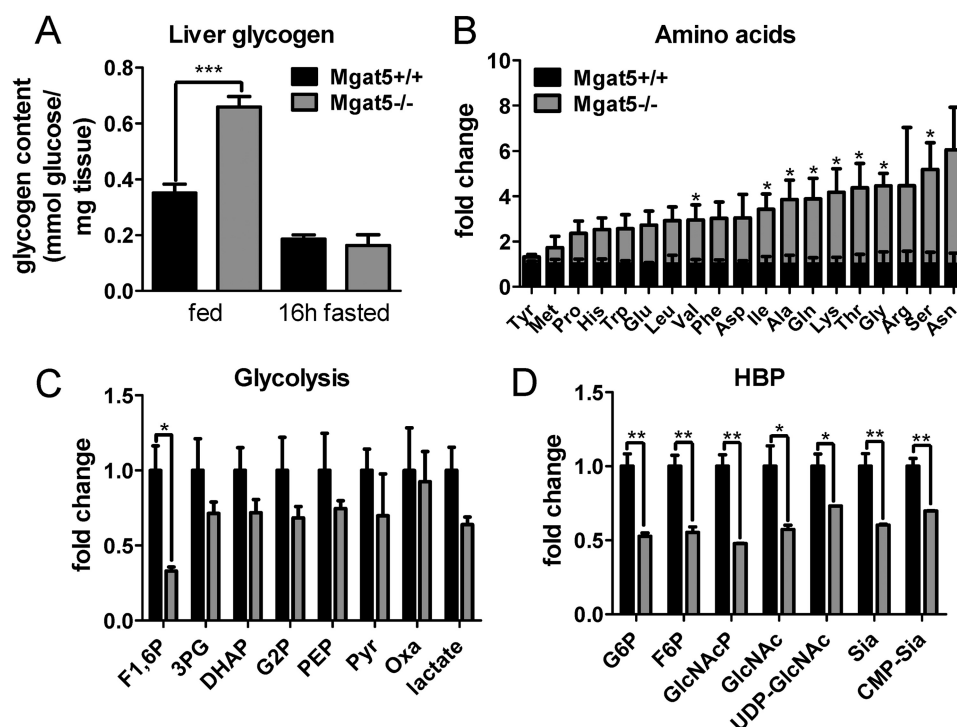 A
Liver glycogen
glycogen content
(mmol glucose/
mg tissue)
0.8
0.6
0.4
0.2
0.0
***
Mgat5+/+
Mgat5-/-
fed
16h fasted
B
Amino acids
fold change
10
8
6
4
2
0
Mgat5+/+
Mgat5-/-
* * * * * * * *
Tyr Met Pro His Trp Glu Leu Val Phe Asp Ile Ala Gln Lys Thr Gly Arg Ser Asn
C
Glycolysis
fold change
1.5
1.0
0.5
0.0
*
F1,6P 3PG DHAP G2P PEP Pyr Oxa lactate
D
HBP
fold change
1.5
1.0
0.5
0.0
** ** ** * * ** **
G6P F6P GlcNAcP GlcNAc UDP-GlcNAc Sia CMP-Sia